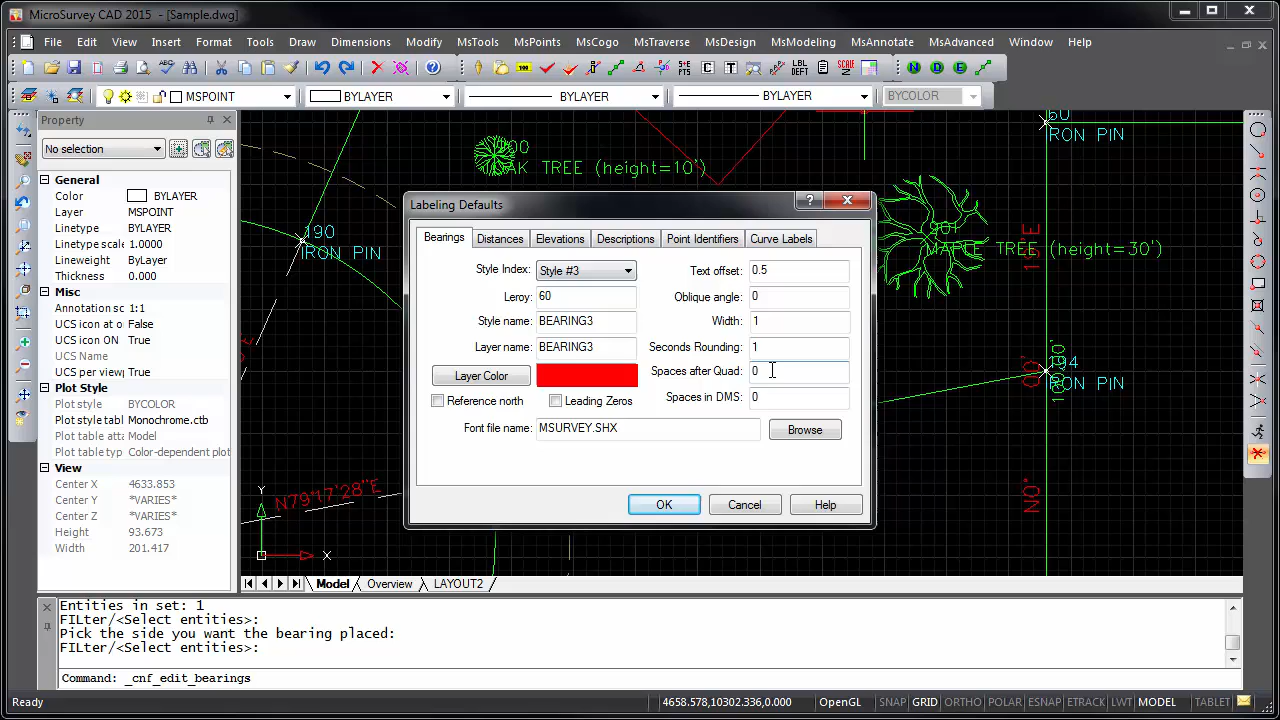 MicroSurvey CAD 2015 - [Sample.dwg]
File Edit View Insert Format Tools Draw Dimensions Modify MsTools MsPoints MsCogo MsTraverse MsDesign MsModeling MsAnnotate MsAdvanced Window Help
MSPOINT BYLAYER BYLAYER BYLAYER BYCOLOR
Property
No selection
General
Color BYLAYER
Layer MSPOINT
Linetype BYLAYER
Linetype scale 1.0000
Lineweight ByLayer
Thickness 0.000
Misc
Annotation s 1:1
UCS icon at o False
UCS icon ON True
UCS Name
UCS per viewp True
Plot Style
Plot style BYCOLOR
Plot style tabl Monochrome.ctb
Plot table atta Model
Plot table type Color-dependent plot
View
Center X 4633.853
Center Y *VARIES*
Center Z *VARIES*
Height 93.673
Width 201.417
OAK TREE (height=10')
60
IRON PIN
190
IRON PIN
MAPLE TREE (height=30')
194
IRON PIN
N0°
00'
N79°17'28"E
Y
X
Labeling Defaults
Bearings Distances Elevations Descriptions Point Identifiers Curve Labels
Style Index: Style #3 Text offset: 0.5
Leroy: 60 Oblique angle: 0
Style name: BEARING3 Width: 1
Layer name: BEARING3 Seconds Rounding: 1
Layer Color Spaces after Quad: 0
Reference north Leading Zeros Spaces in DMS: 0
Font file name: MSURVEY.SHX Browse
OK Cancel Help
Model Overview LAYOUT2
Entities in set: 1
FILter/<Select entities>:
Pick the side you want the bearing placed:
FILter/<Select entities>:
Command: _cnf_edit_bearings
Ready 4658.578,10302.336,0.000 OpenGL SNAP GRID ORTHO POLAR ESNAP ETRACK LWT MODEL TABLET